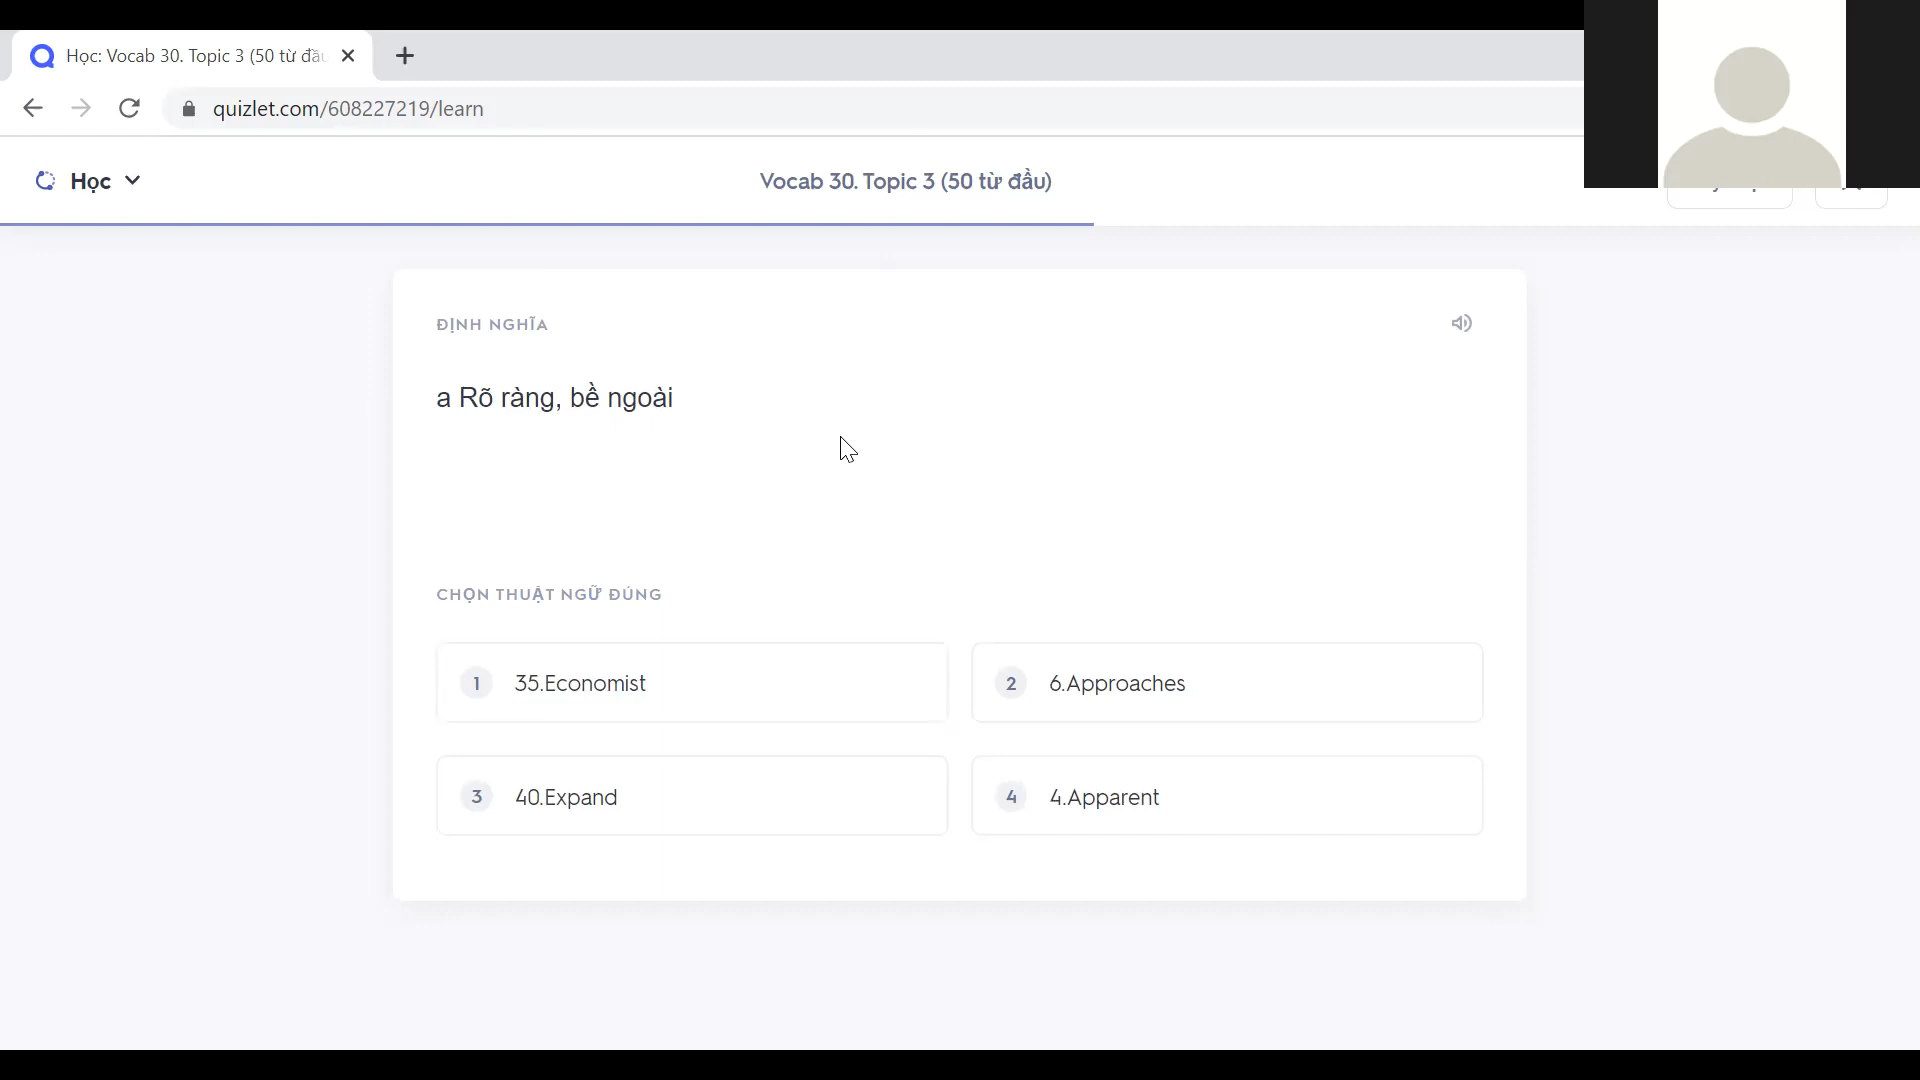 Học: Vocab 30. Topic 3 (50 từ đầu
quizlet.com/608227219/learn
Học
Vocab 30. Topic 3 (50 từ đầu)
ĐỊNH NGHĨA
a Rõ ràng, bề ngoài
CHỌN THUẬT NGỮ ĐÚNG
1 35.Economist
2 6.Approaches
3 40.Expand
4 4.Apparent